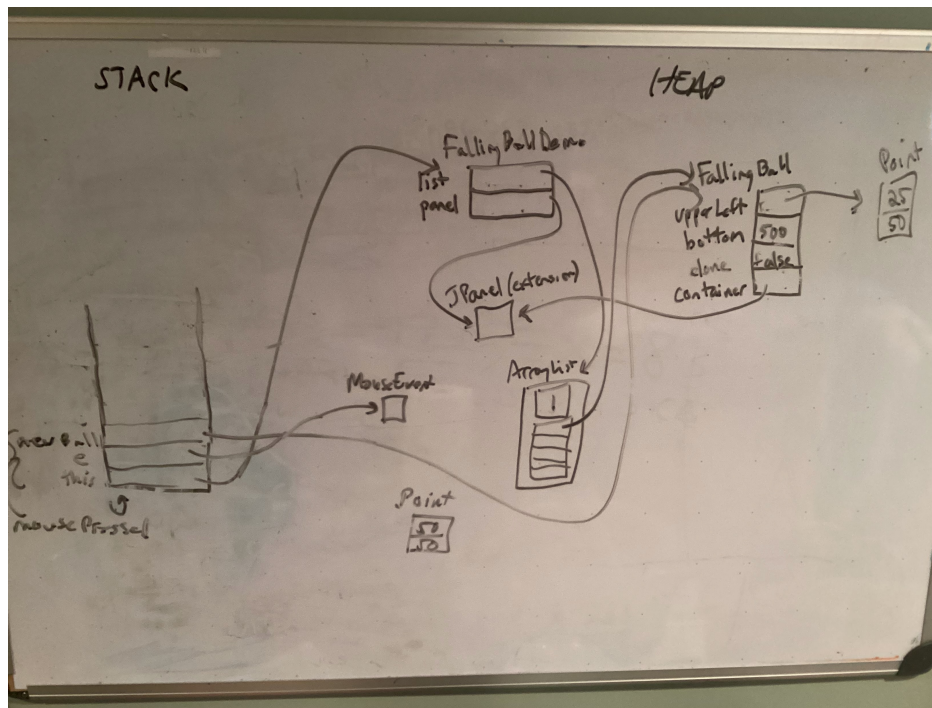 STACK
HEAP
FallingBallDemo
list
panel
FallingBall
upperLeft
bottom
500
done
false
container
Point
25
50
JPanel (extension)
ArrayList
1
MouseEvent
newBall
e
this
mousePressed
Point
50
50